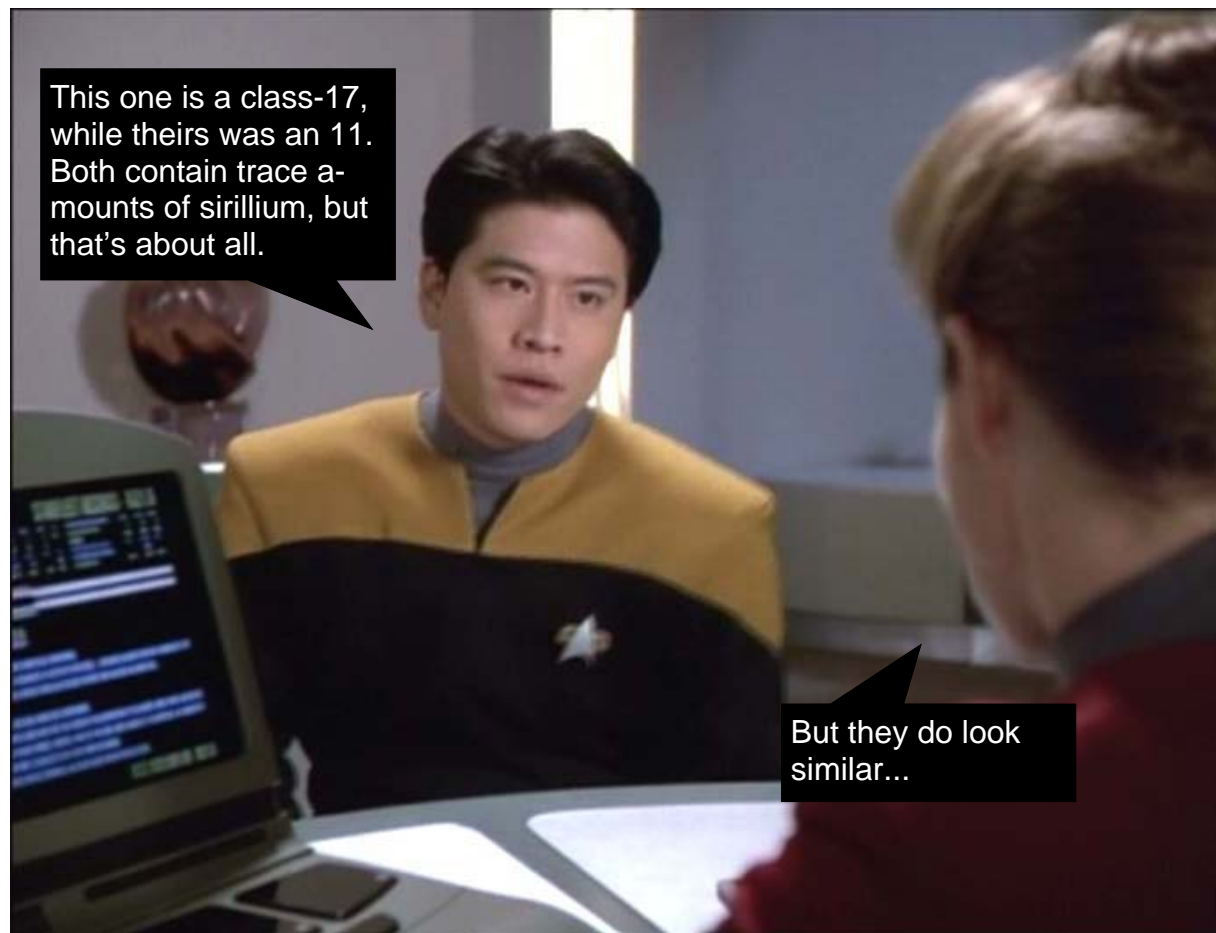 This one is a class-17,
while theirs was an 11.
Both contain trace a-
mounts of sirillium, but
that's about all.
But they do look
similar...